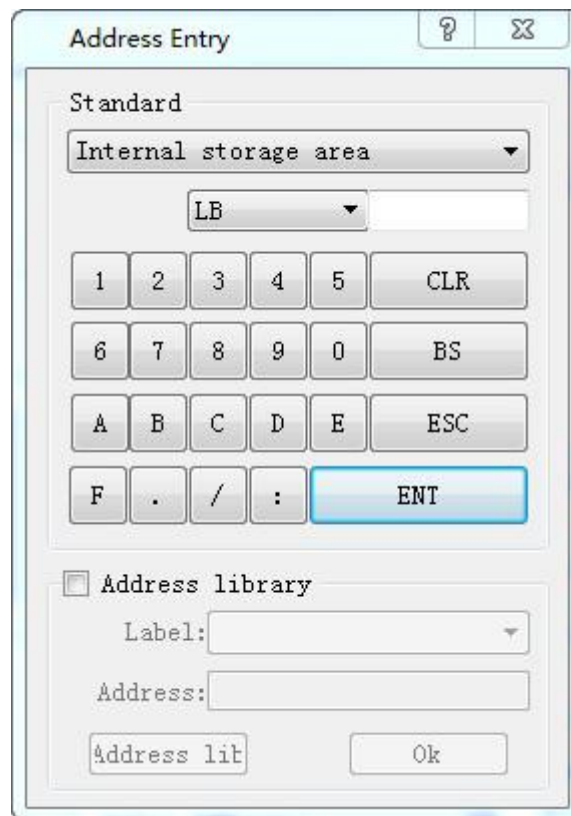 Address Entry ?
Standard
Internal storage area
LB
1 2 3 4 5 CLR
6 7 8 9 0 BS
A B C D E ESC
F . / : ENT
Address library
Label:
Address:
Address lit Ok